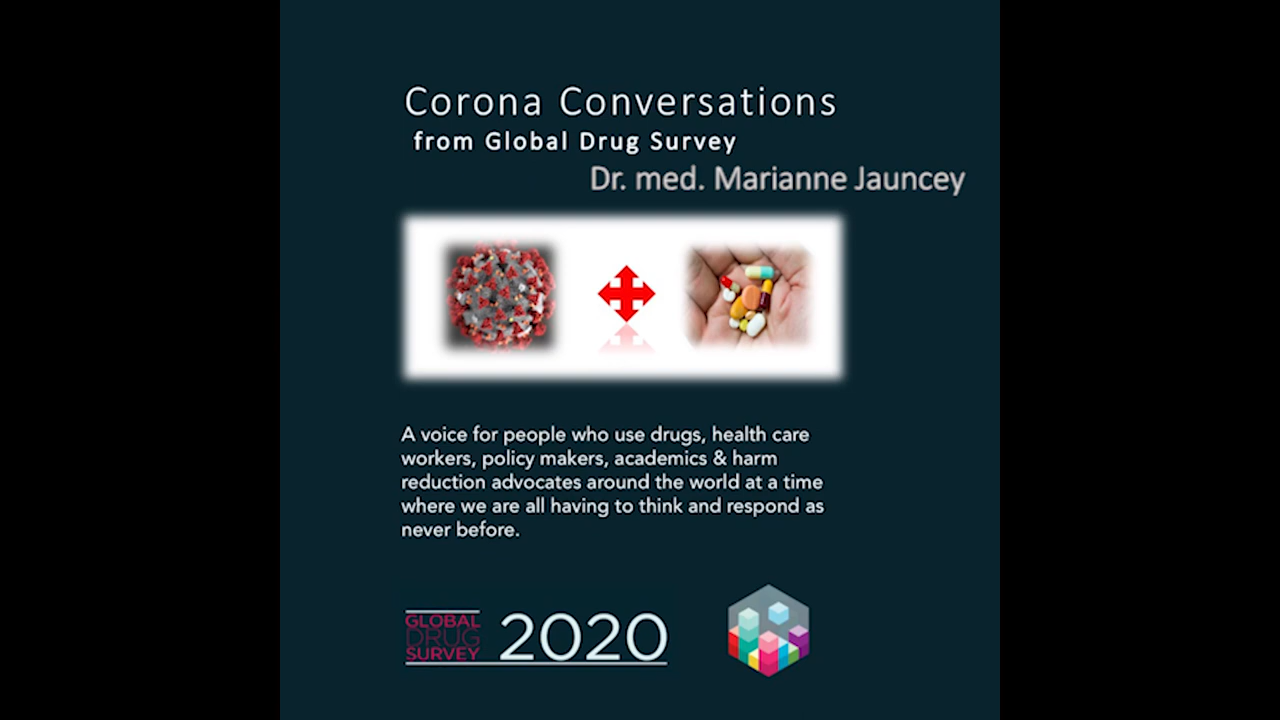 Corona Conversations
from Global Drug Survey
Dr. med. Marianne Jauncey
A voice for people who use drugs, health care
workers, policy makers, academics & harm
reduction advocates around the world at a time
where we are all having to think and respond as
never before.
GLOBAL
DRUG
SURVEY
2020